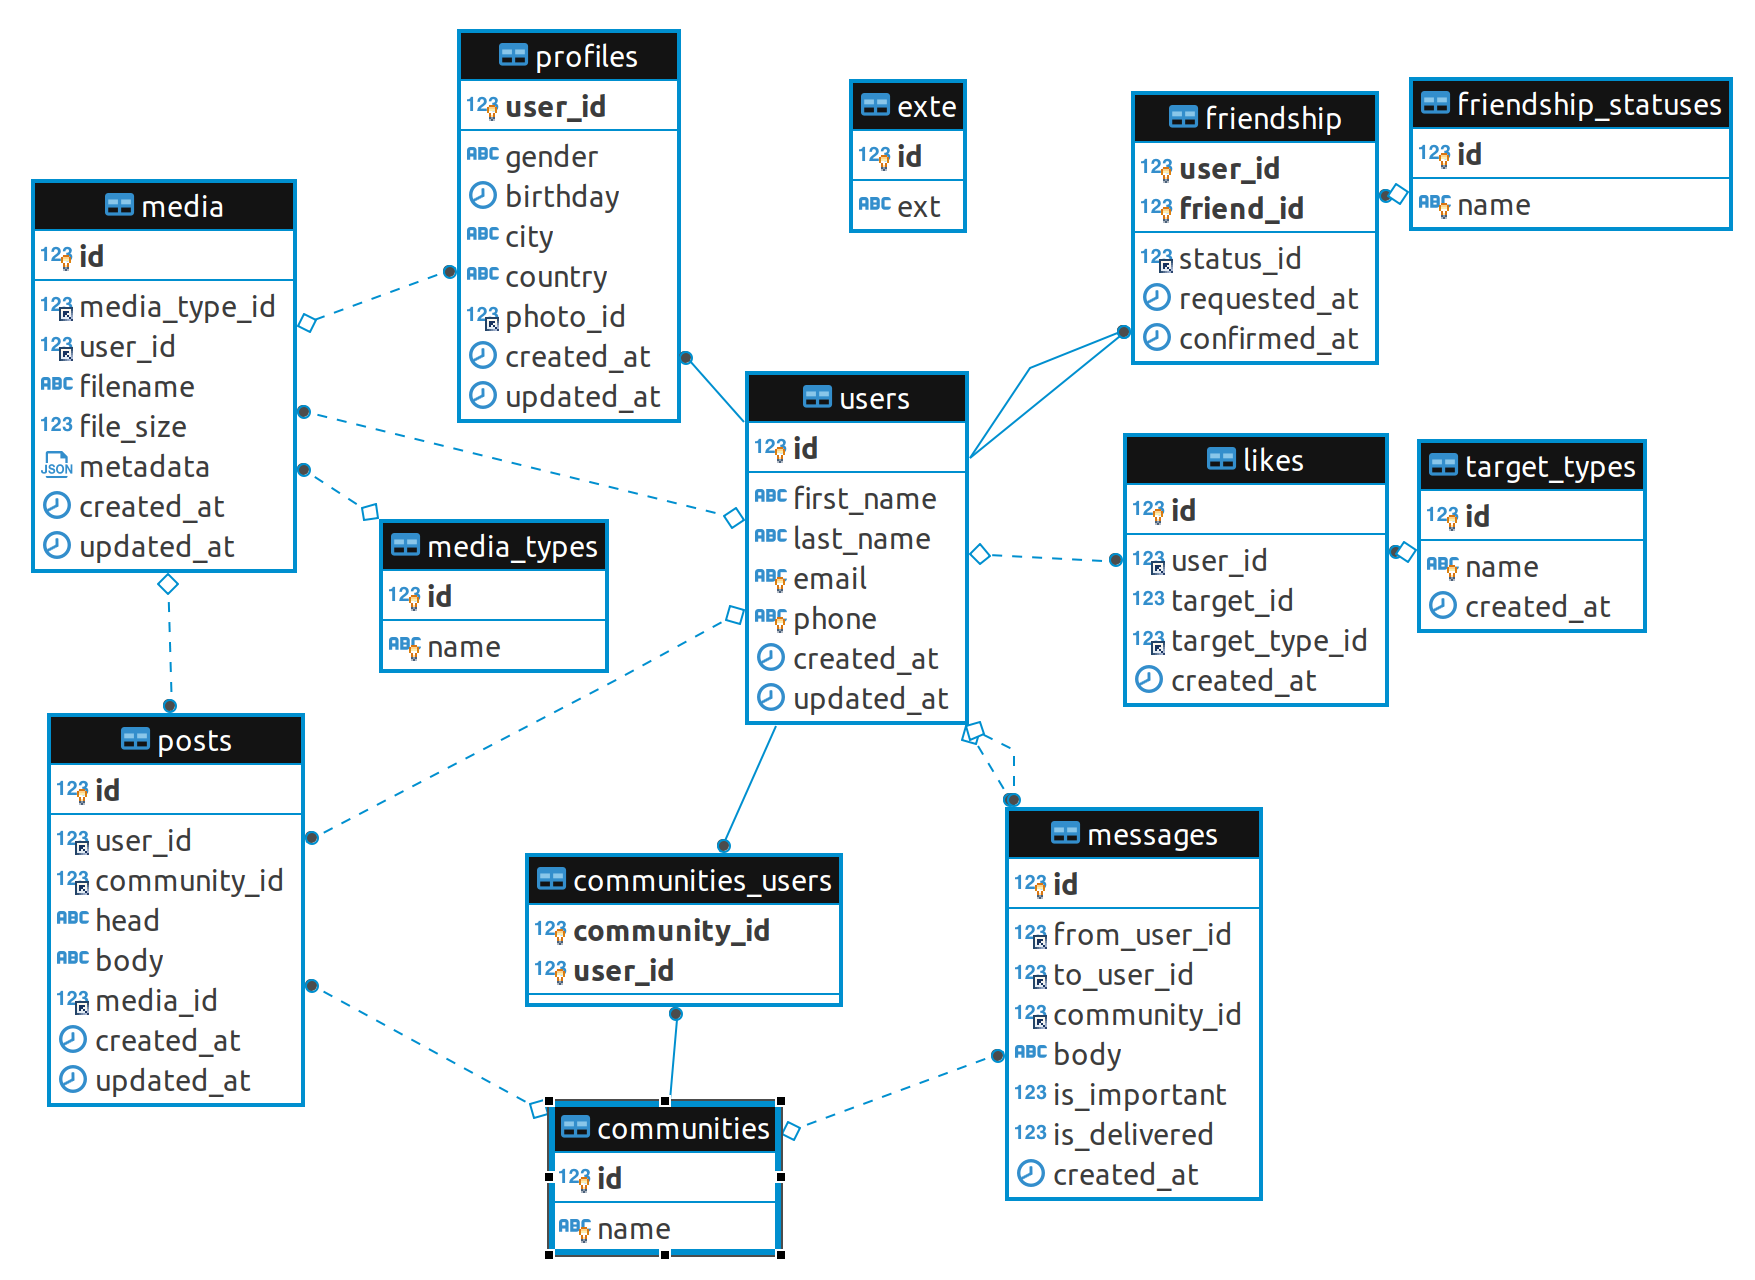 profiles
123 user_id
ABC gender
birthday
ABC city
ABC country
123 photo_id
created_at
updated_at
exte
123 id
ABC ext
friendship
123 user_id
123 friend_id
123 status_id
requested_at
confirmed_at
friendship_statuses
123 id
ABC name
media
123 id
123 media_type_id
123 user_id
ABC filename
123 file_size
JSON metadata
created_at
updated_at
users
123 id
ABC first_name
ABC last_name
ABC email
ABC phone
created_at
updated_at
likes
123 id
123 user_id
123 target_id
123 target_type_id
created_at
target_types
123 id
ABC name
created_at
media_types
123 id
ABC name
posts
123 id
123 user_id
123 community_id
ABC head
ABC body
123 media_id
created_at
updated_at
communities_users
123 community_id
123 user_id
messages
123 id
123 from_user_id
123 to_user_id
123 community_id
ABC body
123 is_important
123 is_delivered
created_at
communities
123 id
ABC name